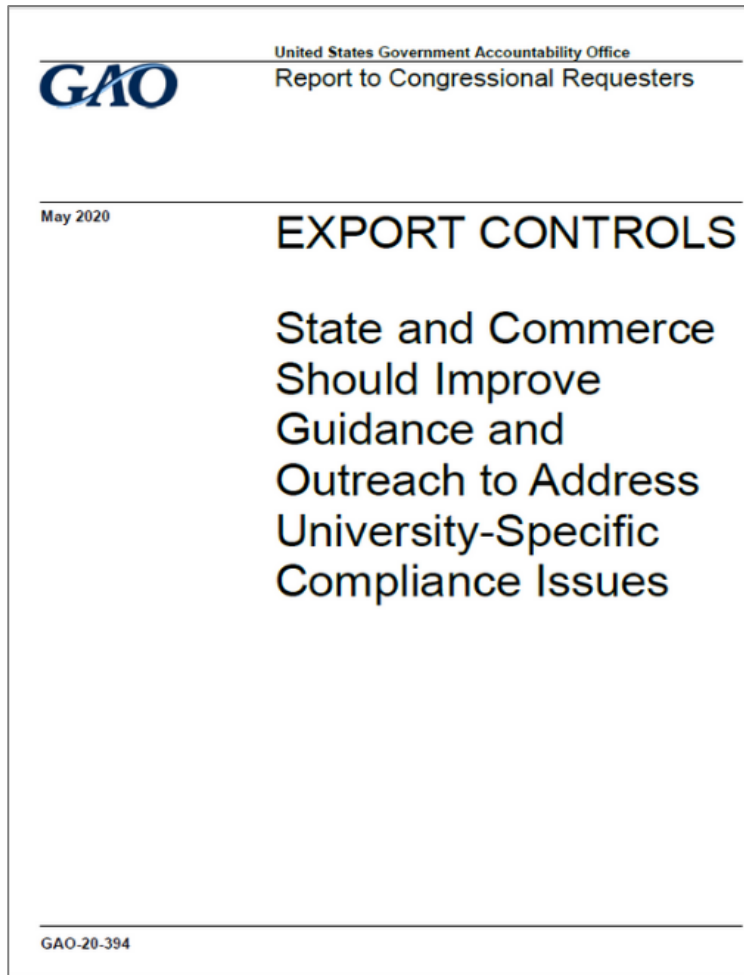 United States Government Accountability Office
GAO
Report to Congressional Requesters
May 2020
EXPORT CONTROLS
State and Commerce
Should Improve
Guidance and
Outreach to Address
University-Specific
Compliance Issues
GAO-20-394